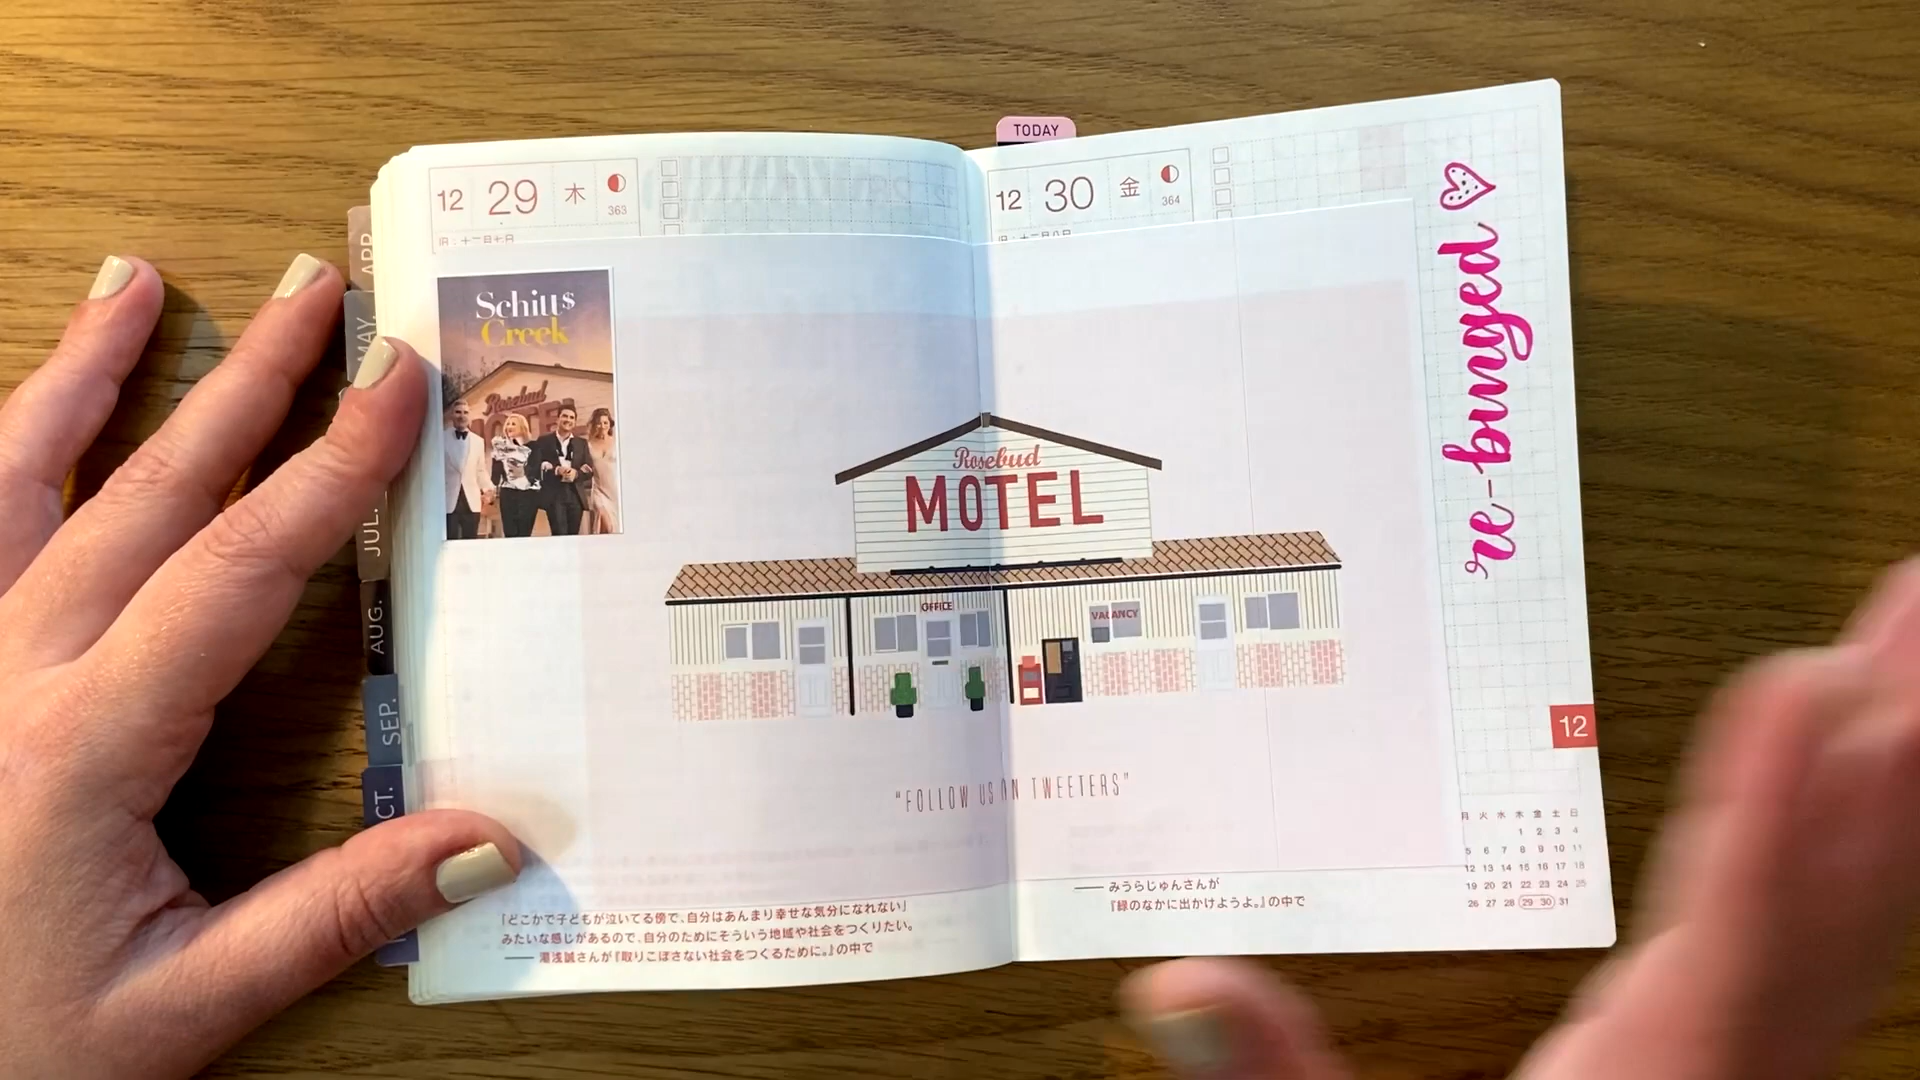 TODAY
12 29 木
363
12 30 金
364
APR.
MAY.
JUL.
AUG.
SEP.
OCT.
Schitt$
Creek
Rosebud
MOTEL
Rosebud
MOTEL
OFFICE
VACANCY
"FOLLOW US ON TWEETERS"
re-binged
12
月 火 水 木 金 土 日
1 2 3 4
5 6 7 8 9 10 11
12 13 14 15 16 17 18
19 20 21 22 23 24 25
26 27 28 29 30 31
「どこかで子どもが泣いてる傍で、自分はあんまり幸せな気分になれない」
みたいな感じがあるので、自分のためにそういう地域や社会をつくりたい。
—— 湯浅誠さんが『取りこぼさない社会をつくるために。』の中で
—— みうらじゅんさんが
『緑のなかに出かけようよ。』の中で